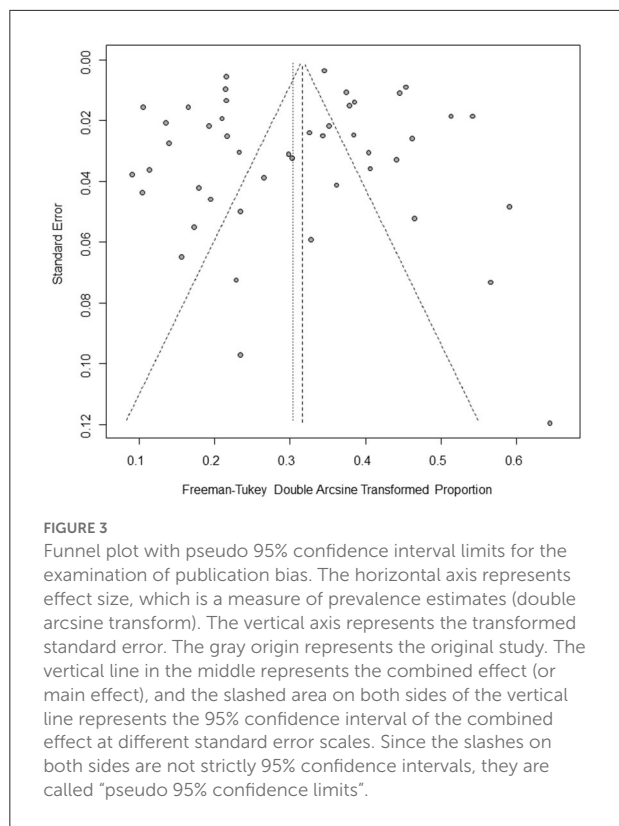 0.00
0.02
0.04
0.06
0.08
0.10
0.12
Standard Error
0.1 0.2 0.3 0.4 0.5 0.6
Freeman-Tukey Double Arcsine Transformed Proportion
FIGURE 3
Funnel plot with pseudo 95% confidence interval limits for the
examination of publication bias. The horizontal axis represents
effect size, which is a measure of prevalence estimates (double
arcsine transform). The vertical axis represents the transformed
standard error. The gray origin represents the original study. The
vertical line in the middle represents the combined effect (or
main effect), and the slashed area on both sides of the vertical
line represents the 95% confidence interval of the combined
effect at different standard error scales. Since the slashes on
both sides are not strictly 95% confidence intervals, they are
called “pseudo 95% confidence limits”.